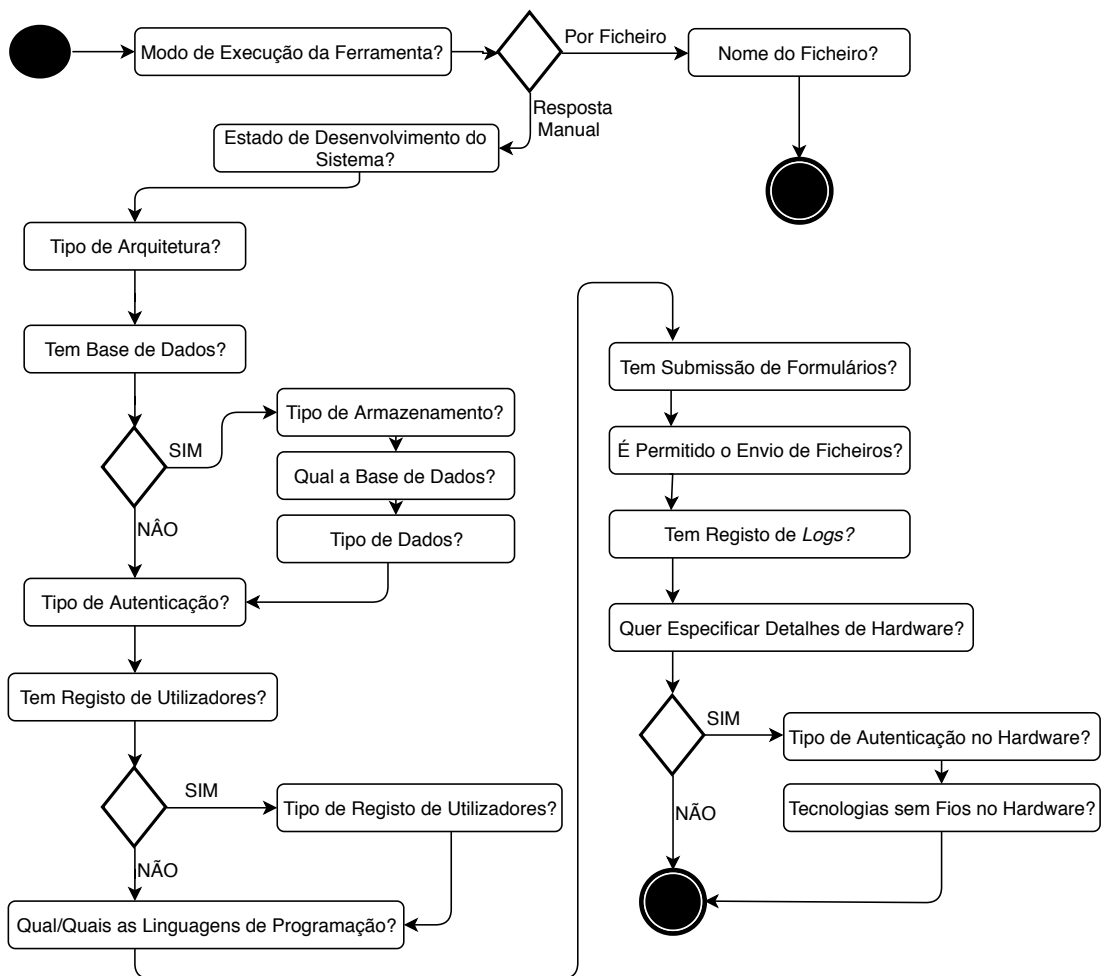 Modo de Execução da Ferramenta?
Por Ficheiro
Nome do Ficheiro?
Resposta
Manual
Estado de Desenvolvimento do
Sistema?
Tipo de Arquitetura?
Tem Base de Dados?
SIM
Tipo de Armazenamento?
Qual a Base de Dados?
Tipo de Dados?
NÂO
Tipo de Autenticação?
Tem Registo de Utilizadores?
SIM
Tipo de Registo de Utilizadores?
NÃO
Qual/Quais as Linguagens de Programação?
Tem Submissão de Formulários?
É Permitido o Envio de Ficheiros?
Tem Registo de Logs?
Quer Especificar Detalhes de Hardware?
SIM
Tipo de Autenticação no Hardware?
Tecnologias sem Fios no Hardware?
NÃO